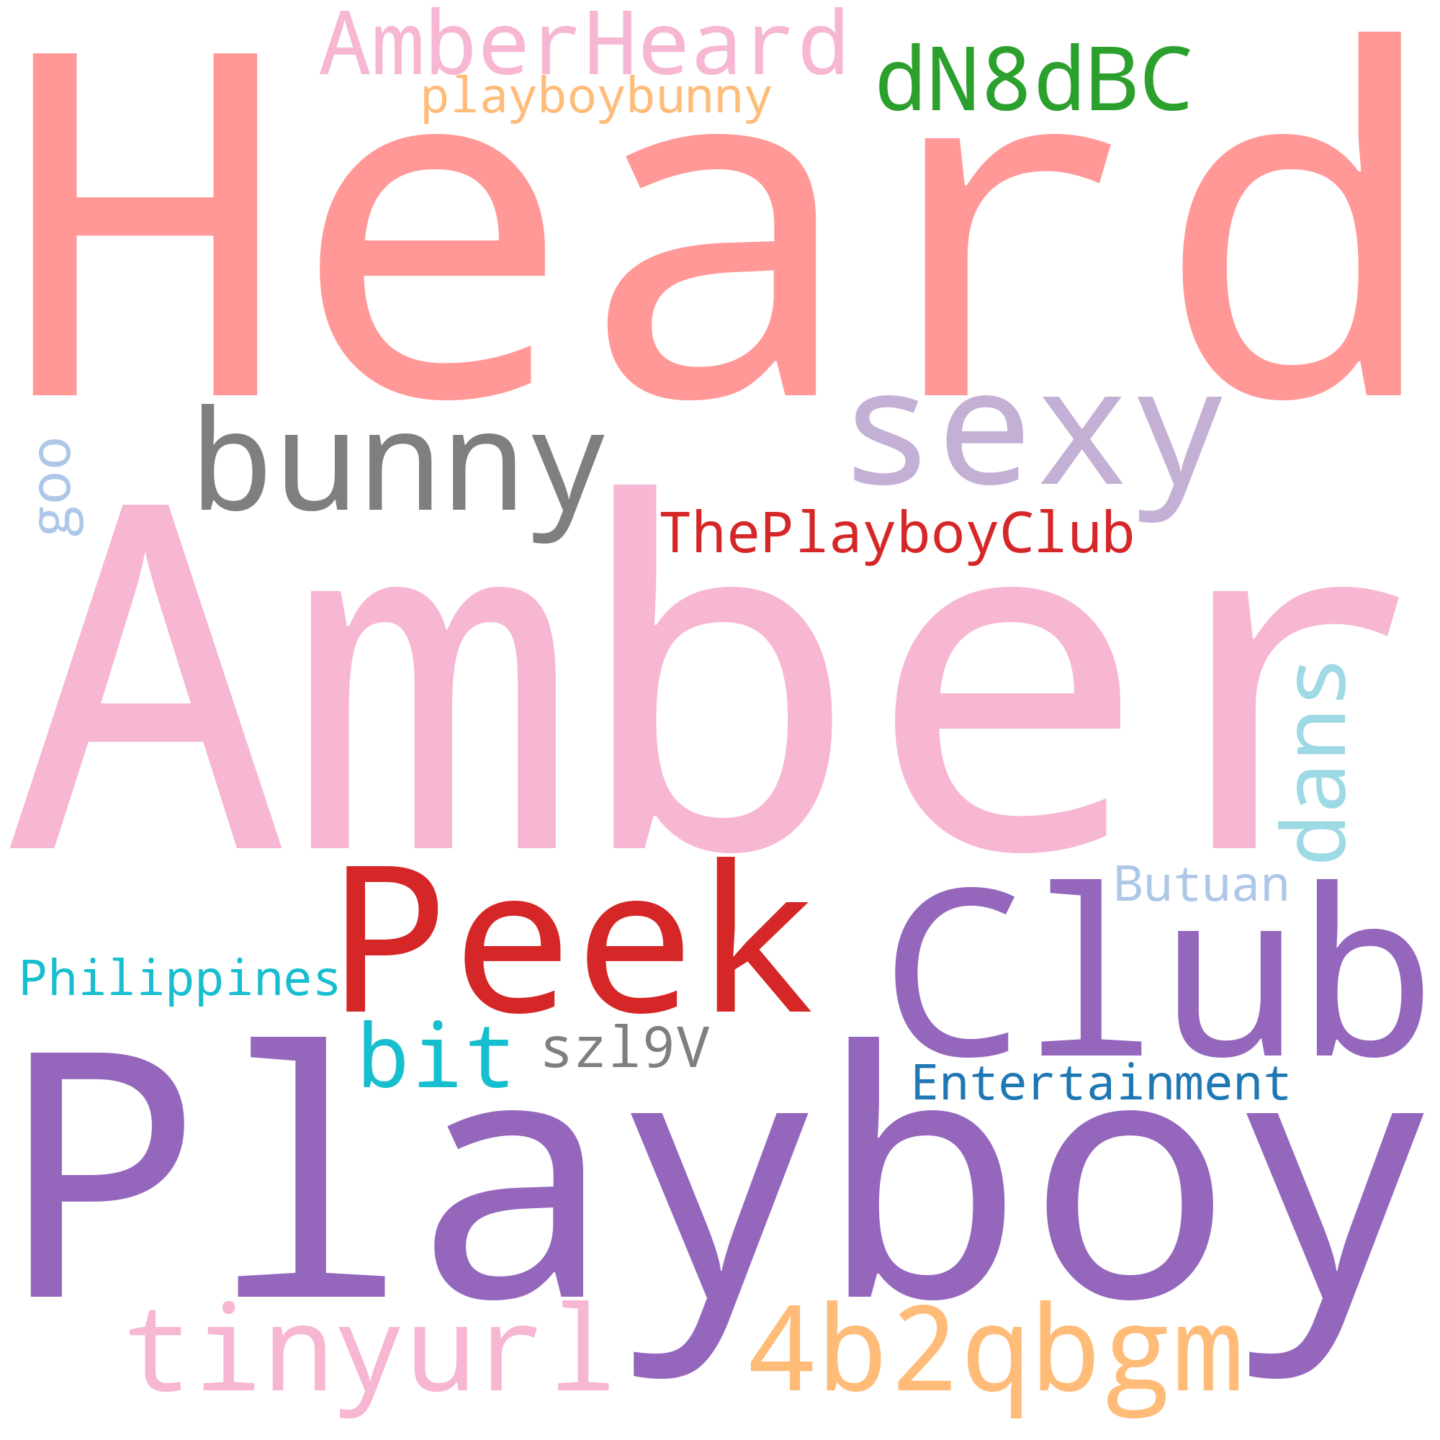 AmberHeard
playboybunny
dN8dBC
Heard
bunny
sexy
goo
ThePlayboyClub
Amber
dans
Peek
Club
Butuan
Philippines
bit
szl9V
Entertainment
Playboy
tinyurl
4b2qbgm